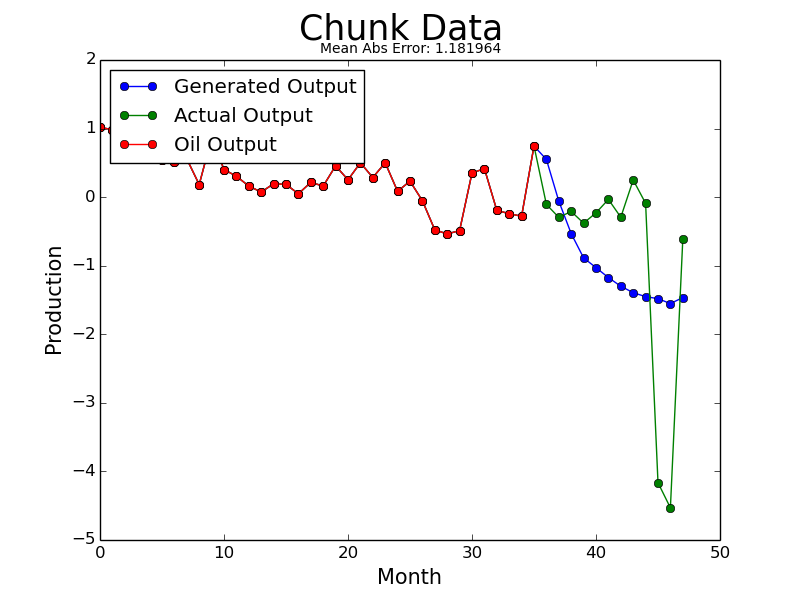 Chunk Data
Mean Abs Error: 1.181964
Generated Output
Actual Output
Oil Output
2
1
0
−1
−2
−3
−4
−5
Production
0 10 20 30 40 50
Month